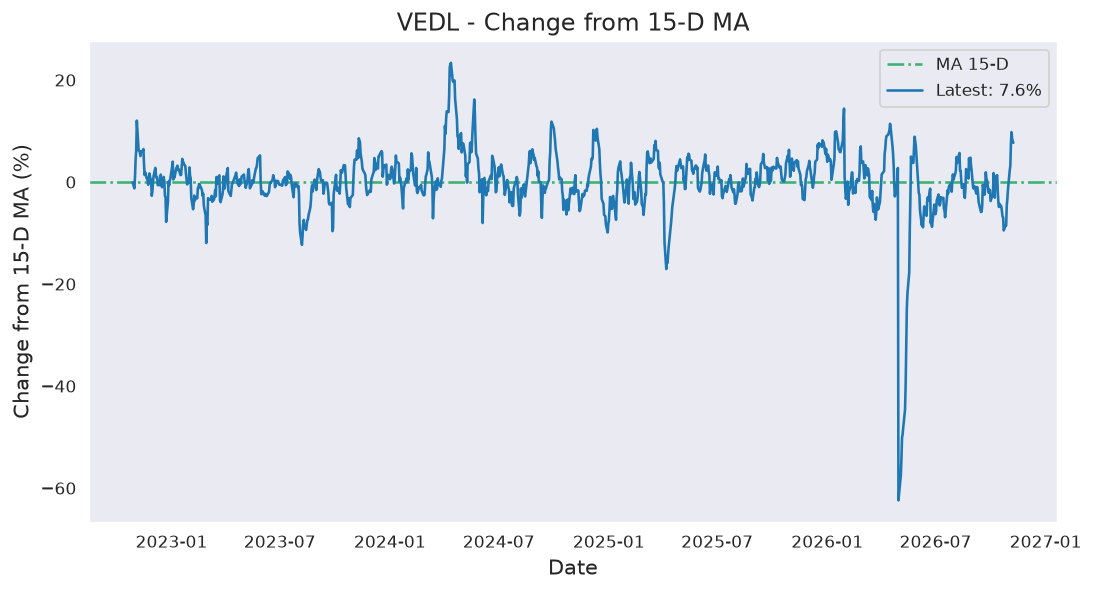 VEDL - Change from 15-D MA
MA 15-D
Latest: 7.6%
Change from 15-D MA (%)
20
0
−20
−40
−60
2023-01 2023-07 2024-01 2024-07 2025-01 2025-07 2026-01 2026-07 2027-01
Date